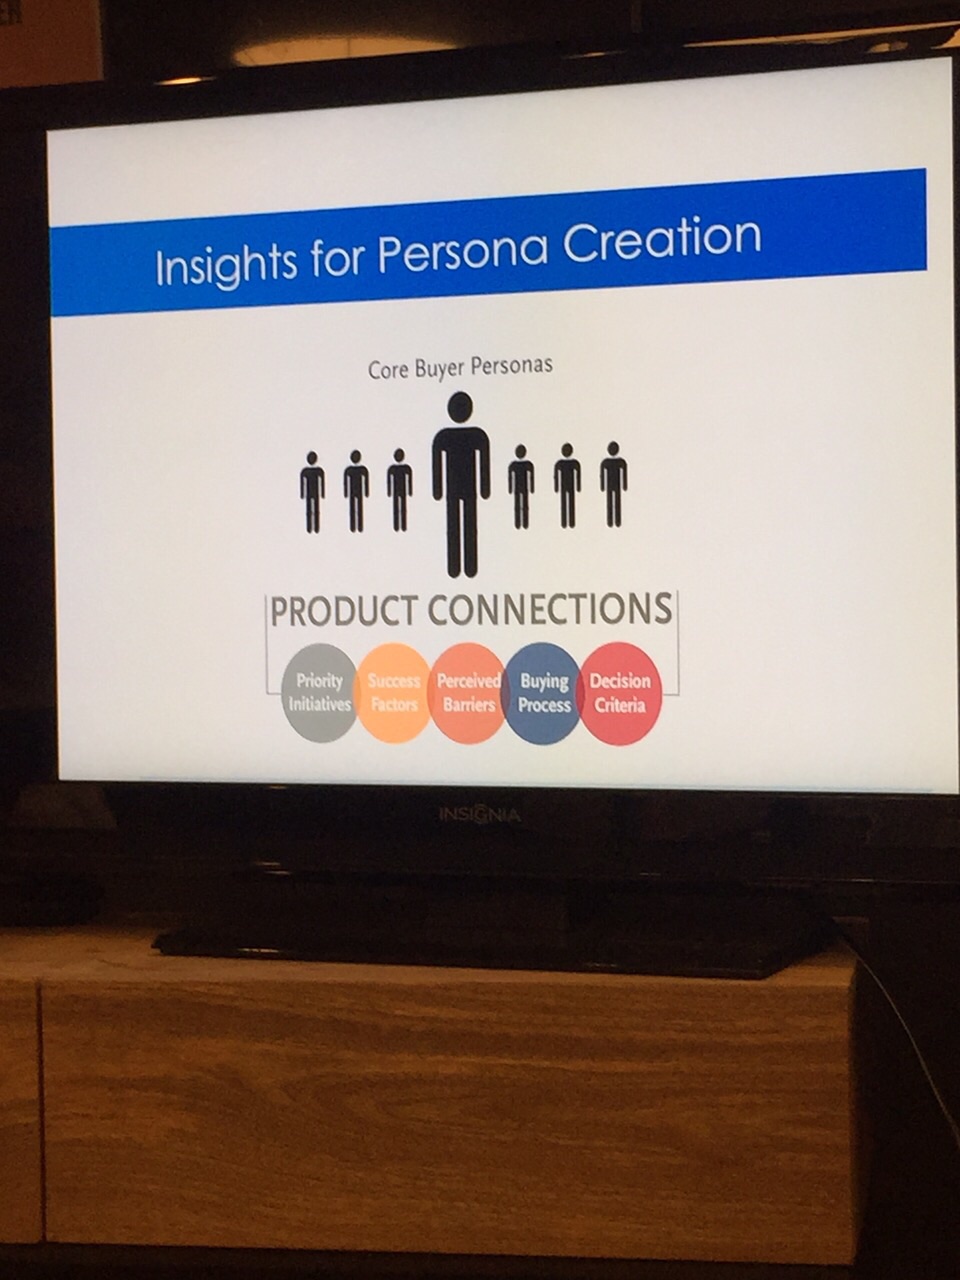 EN
Insights for Persona Creation
Core Buyer Personas
PRODUCT CONNECTIONS
Priority
Initiatives
Success
Factors
Perceived
Barriers
Buying
Process
Decision
Criteria
INSIGNIA